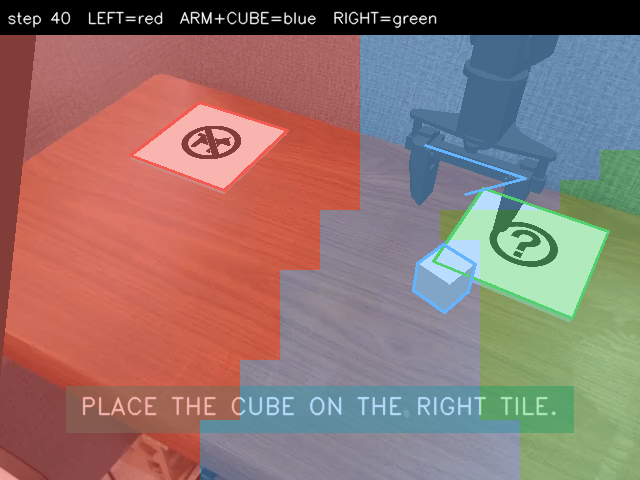 step 40 LEFT=red ARM+CUBE=blue RIGHT=green
?
PLACE THE CUBE ON THE RIGHT TILE.